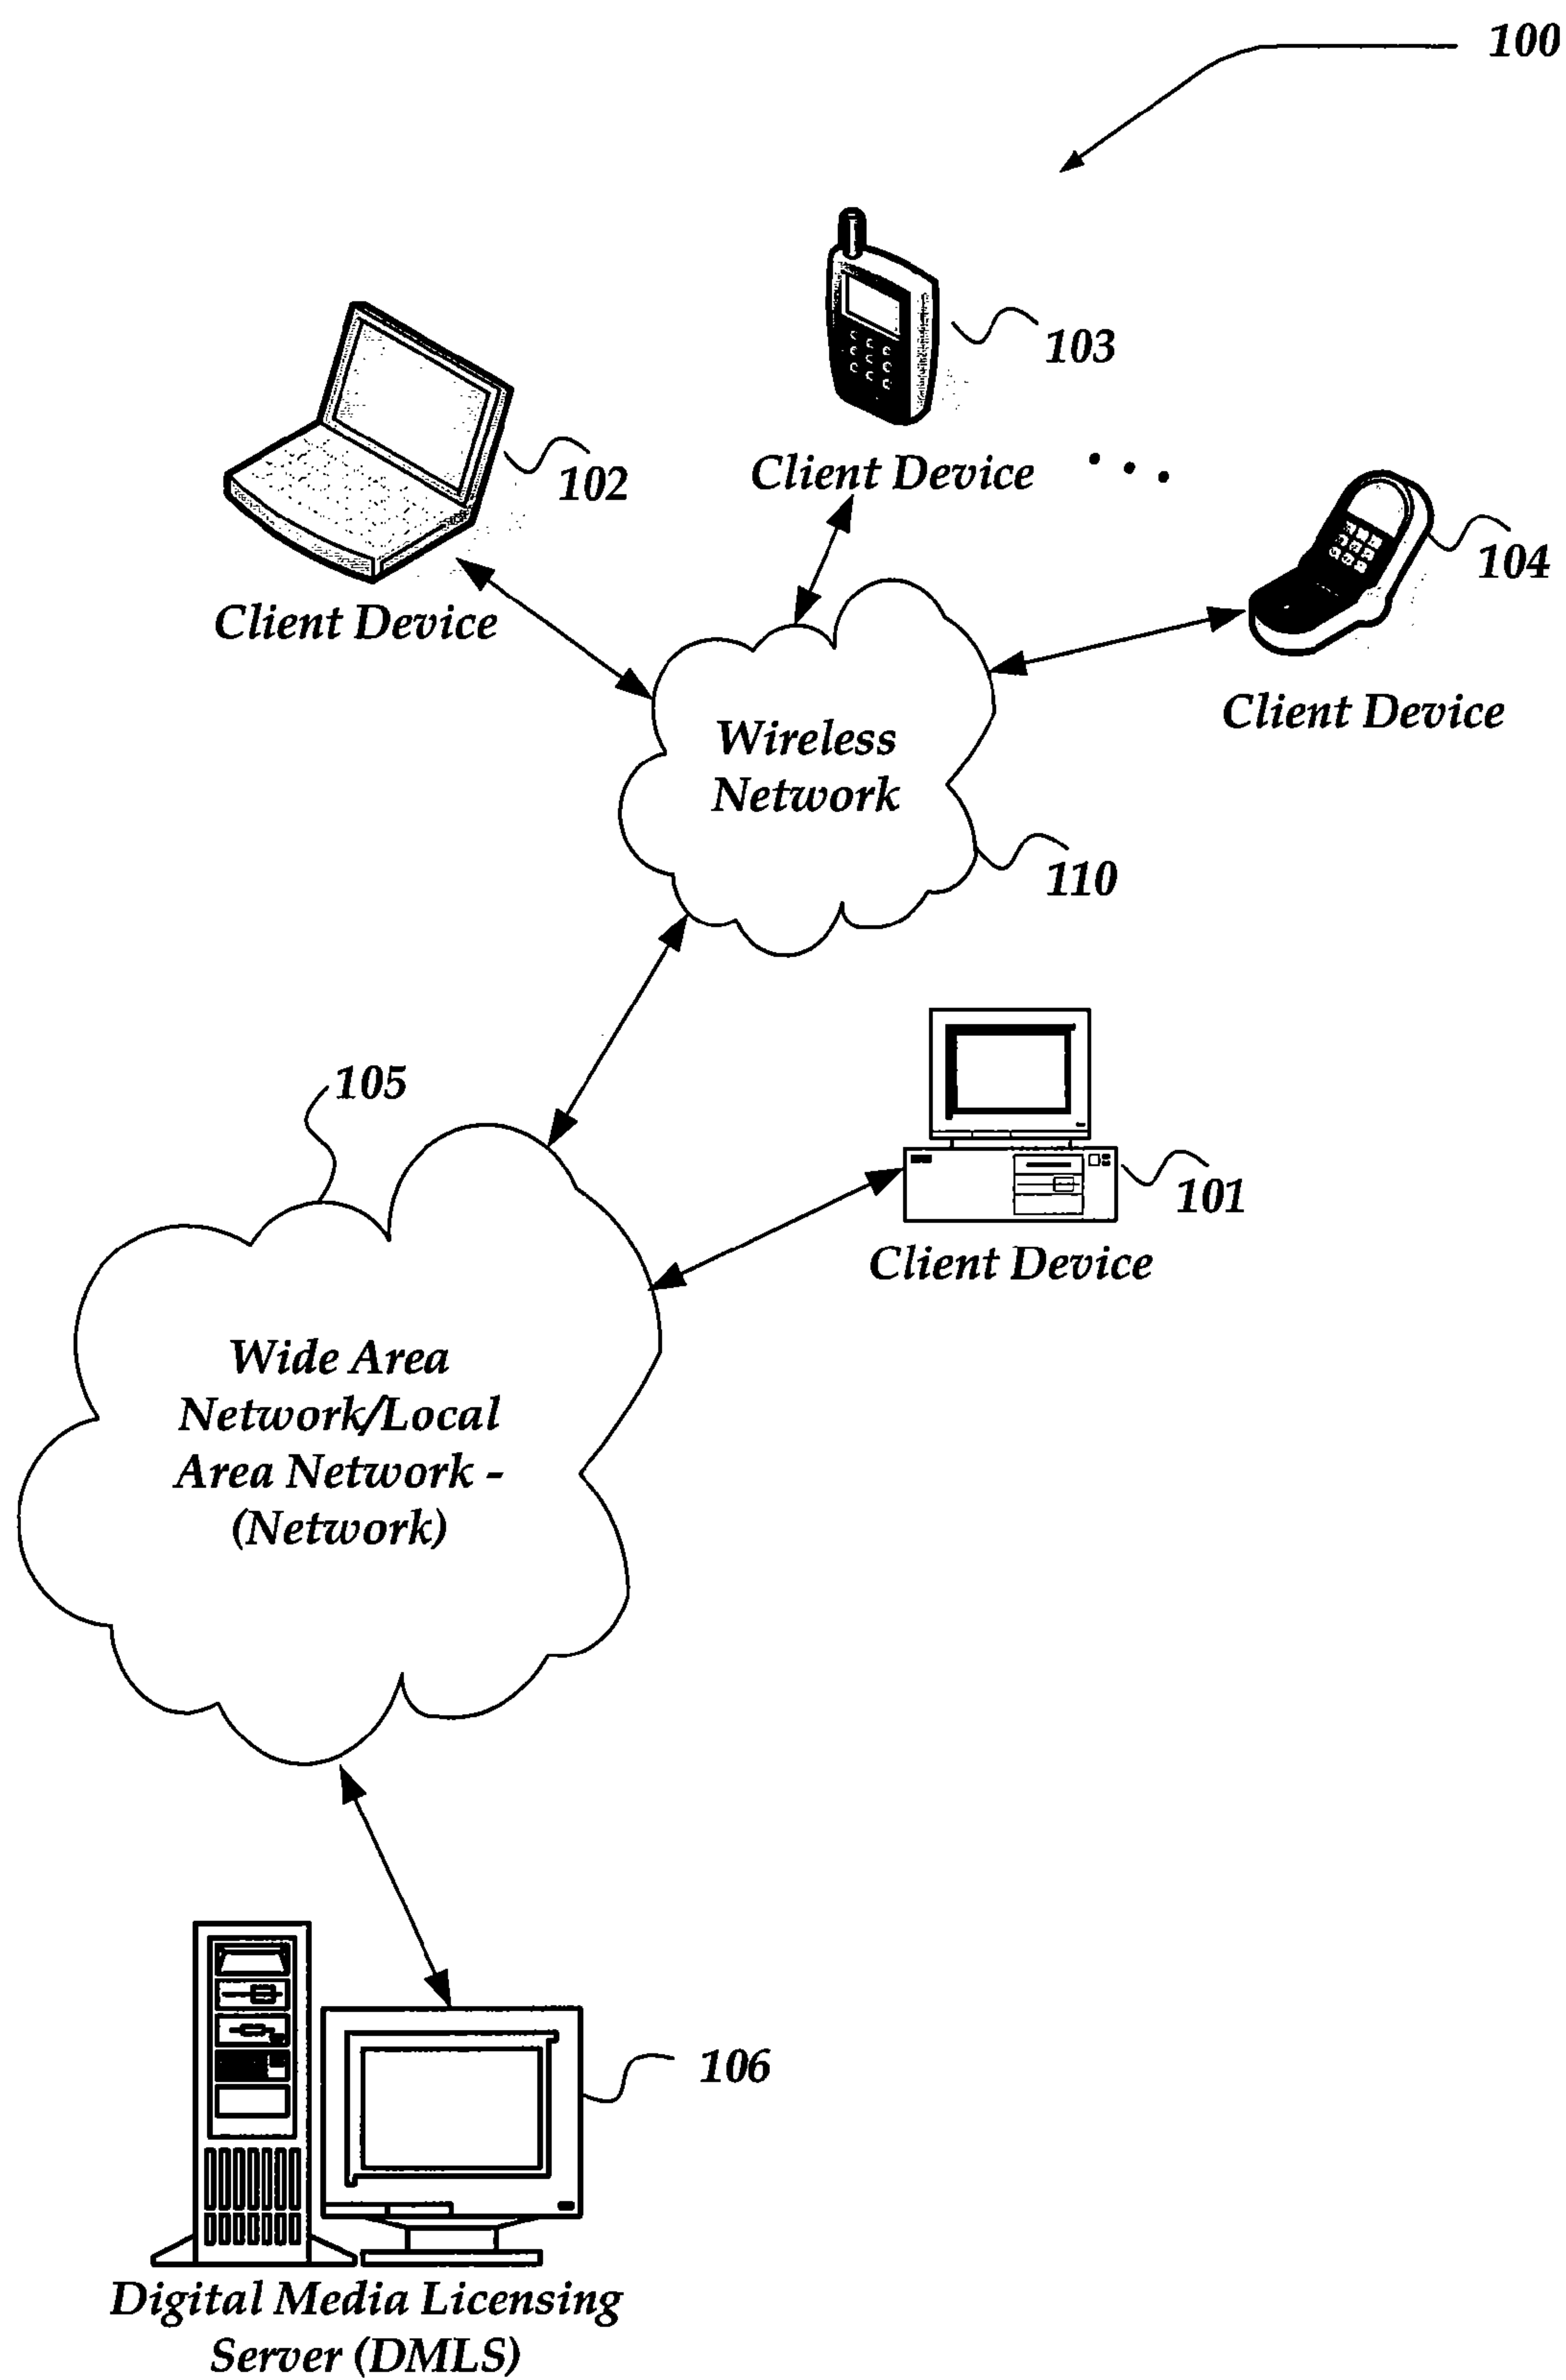 100
103
102
Client Device
104
Client Device
Client Device
Wireless
Network
110
105
101
Client Device
Wide Area
Network/Local
Area Network -
(Network)
106
Digital Media Licensing
Server (DMLS)